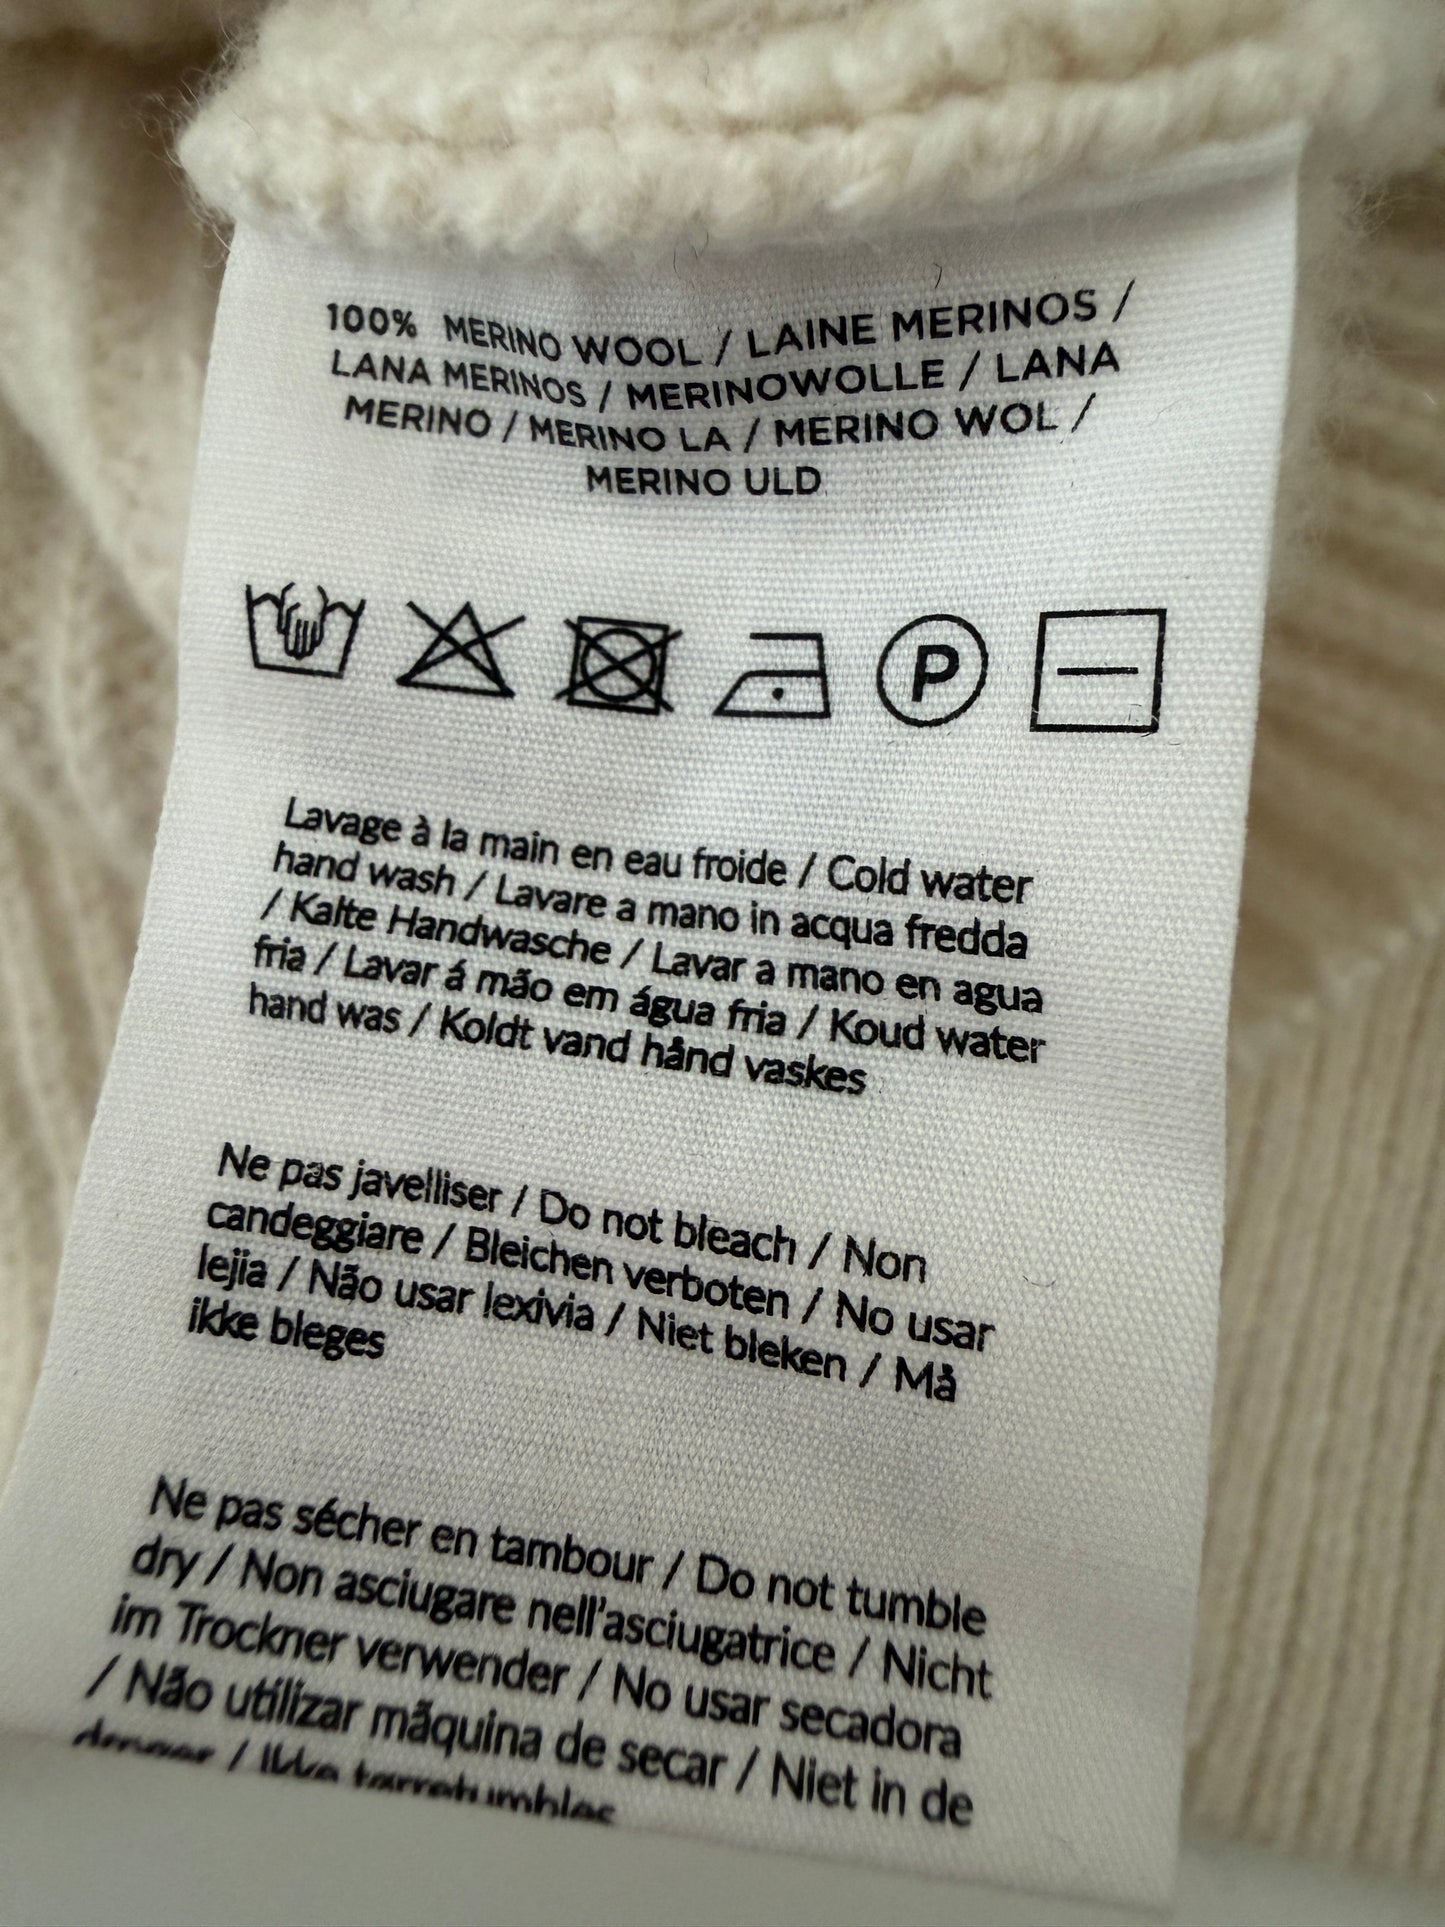 100% MERINO WOOL / LAINE MERINOS /
LANA MERINOS / MERINOWOLLE / LANA
MERINO / MERINO LA / MERINO WOL /
MERINO ULD
P
Lavage à la main en eau froide / Cold water
hand wash / Lavare a mano in acqua fredda
/ Kalte Handwasche / Lavar a mano en agua
fria / Lavar á mão em água fria / Koud water
hand was / Koldt vand hånd vaskes
Ne pas javelliser / Do not bleach / Non
candeggiare / Bleichen verboten / No usar
lejia / Não usar lexivia / Niet bleken / Må
ikke bleges
Ne pas sécher en tambour / Do not tumble
dry / Non asciugare nell'asciugatrice / Nicht
im Trockner verwender / No usar secadora
/ Não utilizar mãquina de secar / Niet in de
/ Ikke